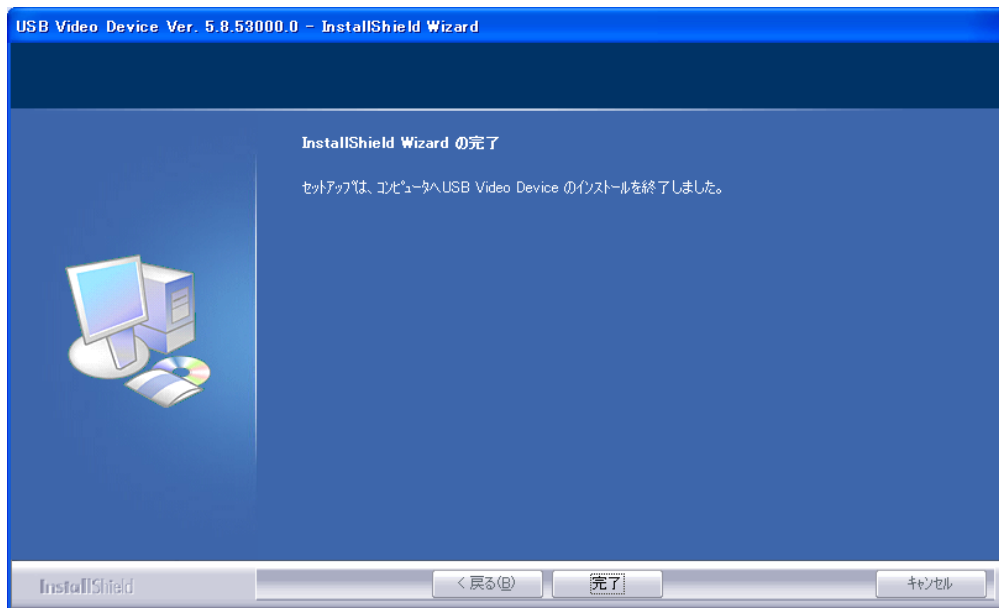 USB Video Device Ver. 5.8.53000.0 - InstallShield Wizard
InstallShield Wizard の完了
ｾｯﾄｱｯﾌﾟは、ｺﾝﾋﾟｭｰﾀへUSB Video Device のｲﾝｽﾄｰﾙを終了しました。
InstallShield
< 戻る(B)
完了
ｷｬﾝｾﾙ